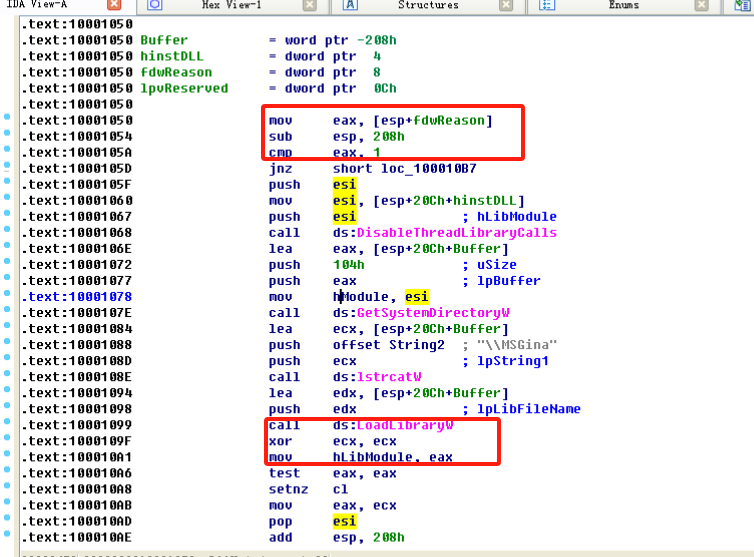 IDA View-A Hex View-1 Structures Enums
.text:10001050
.text:10001050 Buffer = word ptr -208h
.text:10001050 hinstDLL = dword ptr 4
.text:10001050 fdwReason = dword ptr 8
.text:10001050 lpvReserved = dword ptr 0Ch
.text:10001050
.text:10001050 mov eax, [esp+fdwReason]
.text:10001054 sub esp, 208h
.text:1000105A cmp eax, 1
.text:1000105D jnz short loc_100010B7
.text:1000105F push esi
.text:10001060 mov esi, [esp+20Ch+hinstDLL]
.text:10001067 push esi ; hLibModule
.text:10001068 call ds:DisableThreadLibraryCalls
.text:1000106E lea eax, [esp+20Ch+Buffer]
.text:10001072 push 104h ; uSize
.text:10001077 push eax ; lpBuffer
.text:10001078 mov hModule, esi
.text:1000107E call ds:GetSystemDirectoryW
.text:10001084 lea ecx, [esp+20Ch+Buffer]
.text:10001088 push offset String2 ; "\\MSGina"
.text:1000108D push ecx ; lpString1
.text:1000108E call ds:lstrcatW
.text:10001094 lea edx, [esp+20Ch+Buffer]
.text:10001098 push edx ; lpLibFileName
.text:10001099 call ds:LoadLibraryW
.text:1000109F xor ecx, ecx
.text:100010A1 mov hLibModule, eax
.text:100010A6 test eax, eax
.text:100010A8 setnz cl
.text:100010AB mov eax, ecx
.text:100010AD pop esi
.text:100010AE add esp, 208h